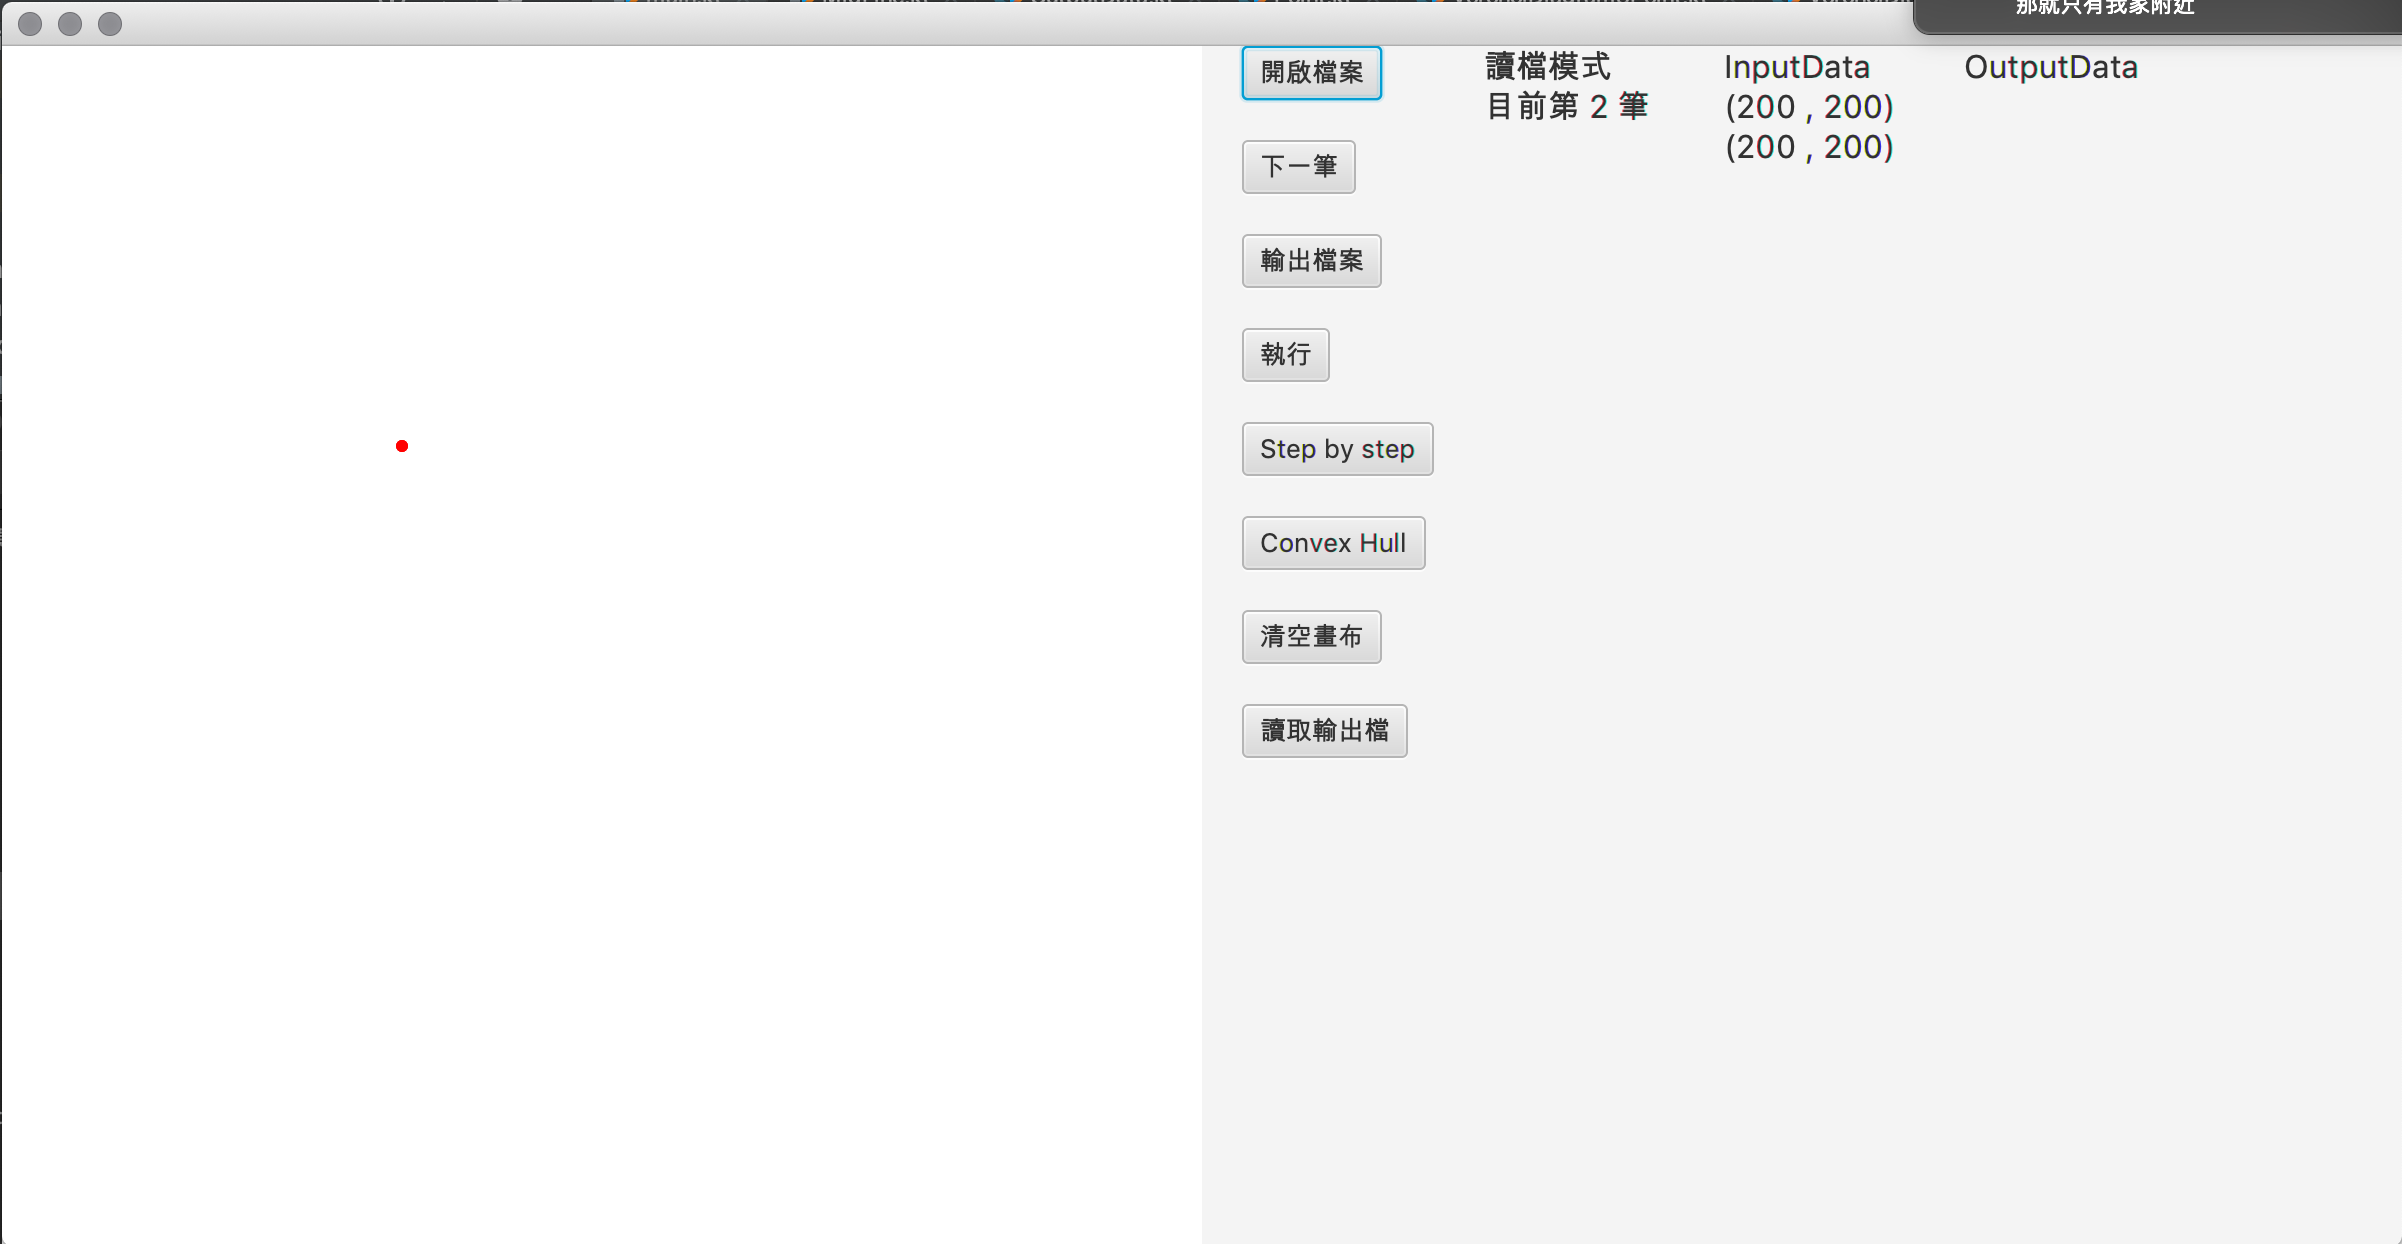 那就只有我家附近
開啟檔案
下一筆
輸出檔案
執行
Step by step
Convex Hull
清空畫布
讀取輸出檔
讀檔模式
目前第 2 筆
InputData
(200 , 200)
(200 , 200)
OutputData